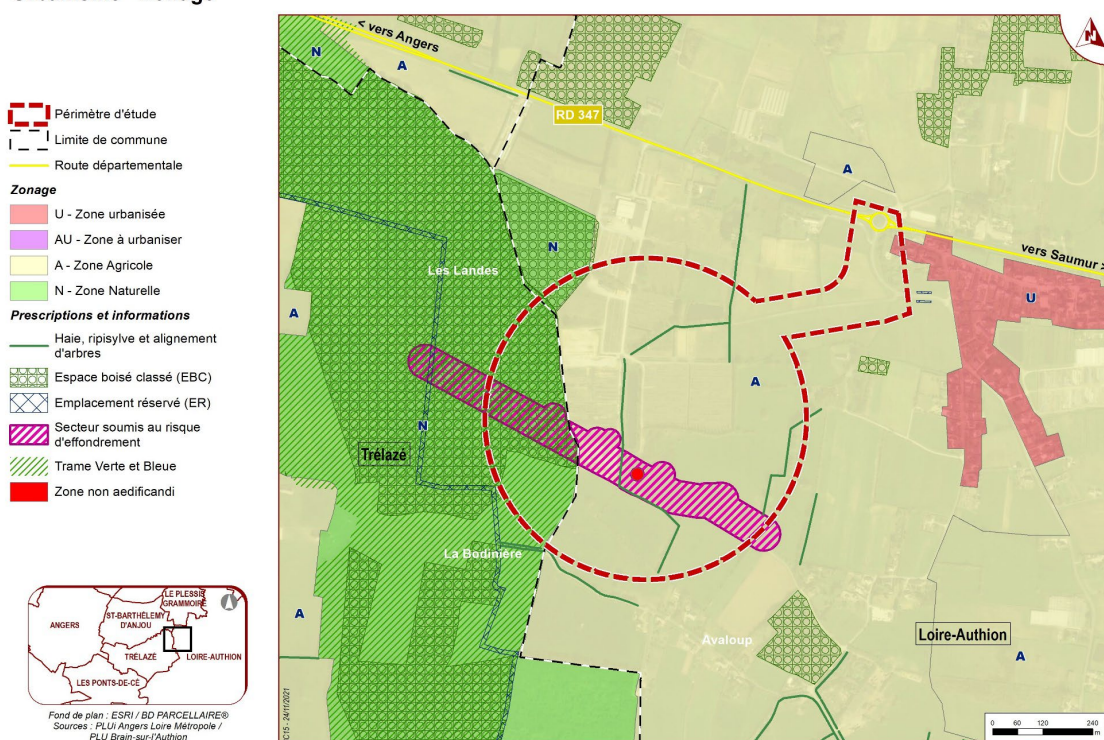 Périmètre d'étude
Limite de commune
Route départementale
Zonage
U - Zone urbanisée
AU - Zone à urbaniser
A - Zone Agricole
N - Zone Naturelle
Prescriptions et informations
Haie, ripisylve et alignement
d'arbres
Espace boisé classé (EBC)
Emplacement réservé (ER)
Secteur soumis au risque
d'effondrement
Trame Verte et Bleue
Zone non aedificandi
LE PLESSIS
GRAMMOIRE
ANGERS
ST-BARTHÉLEMY
D'ANJOU
TRÉLAZÉ
LOIRE-AUTHION
LES PONTS-DE-CÉ
Fond de plan : ESRI / BD PARCELLAIRE®
Sources : PLUi Angers Loire Métropole /
PLU Brain-sur-l'Authion
< vers Angers
N
N
A
RD 347
A
vers Saumur >
N
Les Landes
U
A
A
N
Trélazé
La Bodinière
A
Avaloup
Loire-Authion
A
24/11/2021
0 60 120 240
m